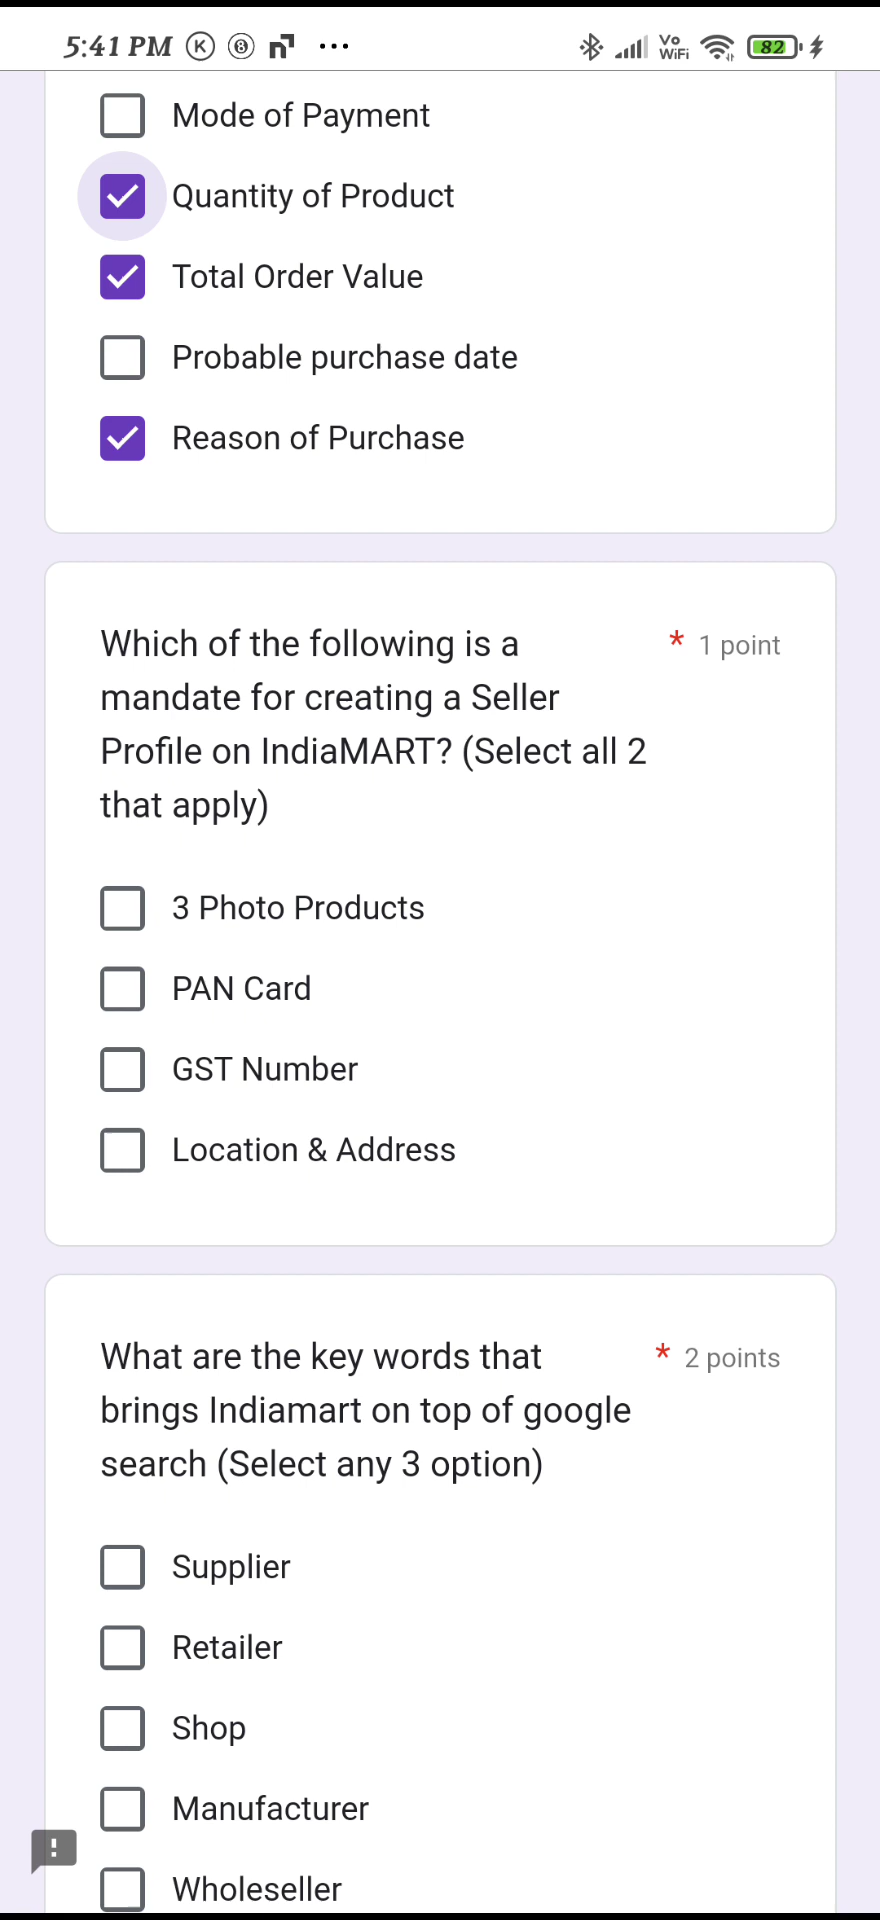 5:41 PM K 8 ... Vo WiFi 82
Mode of Payment
Quantity of Product
Total Order Value
Probable purchase date
Reason of Purchase
Which of the following is a * 1 point
mandate for creating a Seller
Profile on IndiaMART? (Select all 2
that apply)
3 Photo Products
PAN Card
GST Number
Location & Address
What are the key words that * 2 points
brings Indiamart on top of google
search (Select any 3 option)
Supplier
Retailer
Shop
Manufacturer
Wholeseller